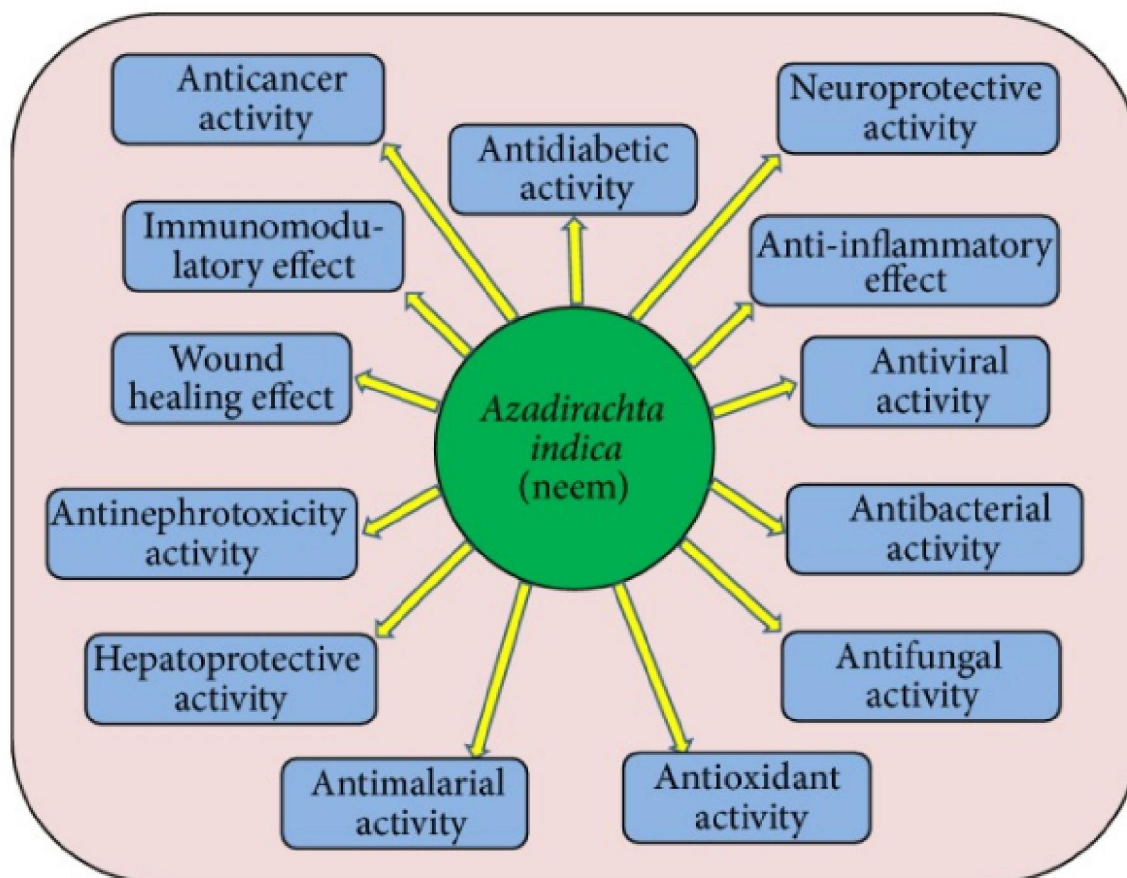 Anticancer
activity
Antidiabetic
activity
Neuroprotective
activity
Immunomodu-
latory effect
Anti-inflammatory
effect
Wound
healing effect
Azadirachta
indica
(neem)
Antiviral
activity
Antinephrotoxicity
activity
Antibacterial
activity
Hepatoprotective
activity
Antifungal
activity
Antimalarial
activity
Antioxidant
activity